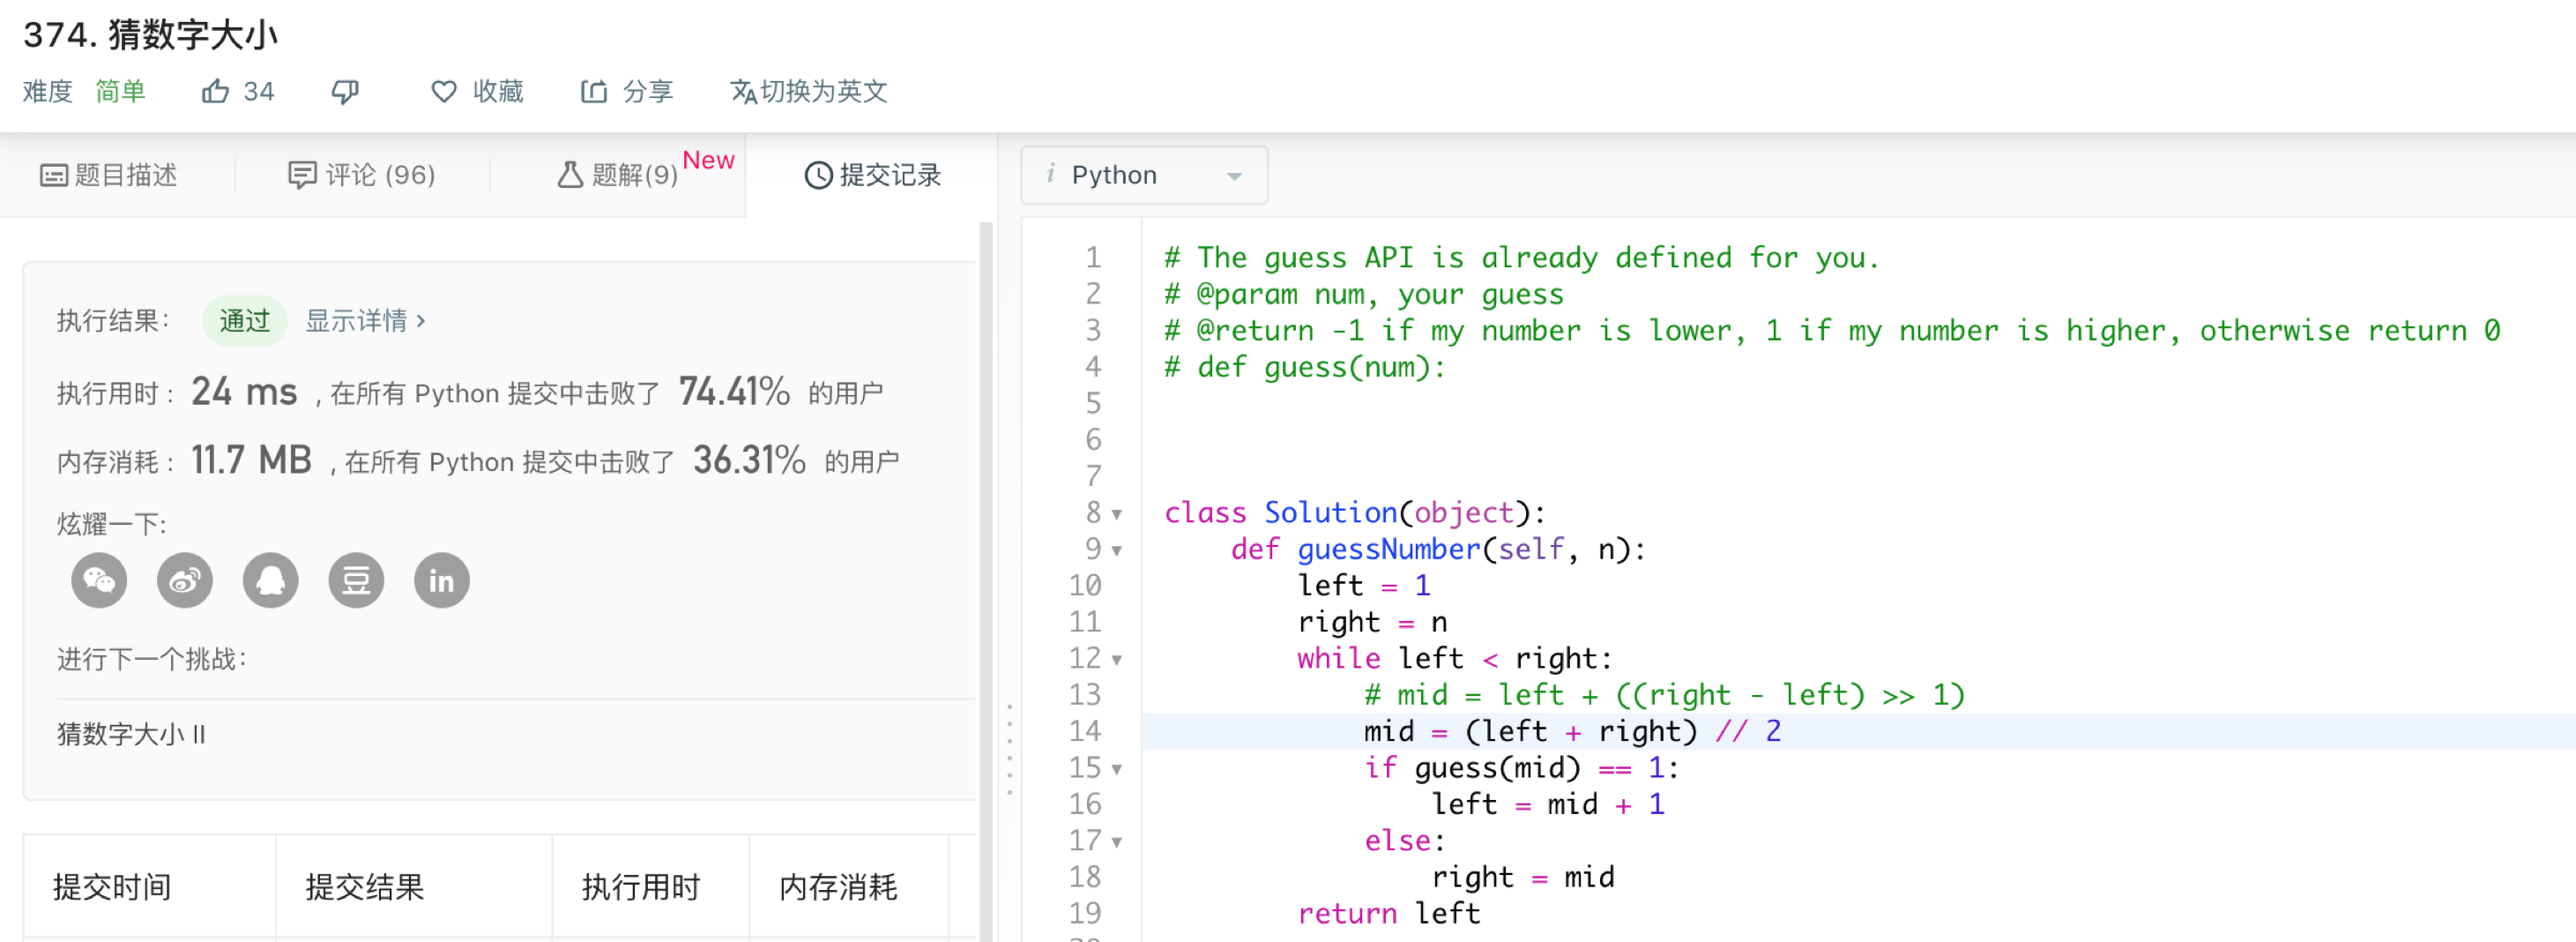 374. 猜数字大小
难度 简单 34 收藏 分享 切换为英文
题目描述 评论 (96) 题解(9) New 提交记录
执行结果： 通过 显示详情 >
执行用时 : 24 ms , 在所有 Python 提交中击败了 74.41% 的用户
内存消耗 : 11.7 MB , 在所有 Python 提交中击败了 36.31% 的用户
炫耀一下:
in
进行下一个挑战：
猜数字大小 II
提交时间 提交结果 执行用时 内存消耗
i Python
1 # The guess API is already defined for you.
2 # @param num, your guess
3 # @return -1 if my number is lower, 1 if my number is higher, otherwise return 0
4 # def guess(num):
5
6
7
8 class Solution(object):
9 def guessNumber(self, n):
10 left = 1
11 right = n
12 while left < right:
13 # mid = left + ((right - left) >> 1)
14 mid = (left + right) // 2
15 if guess(mid) == 1:
16 left = mid + 1
17 else:
18 right = mid
19 return left